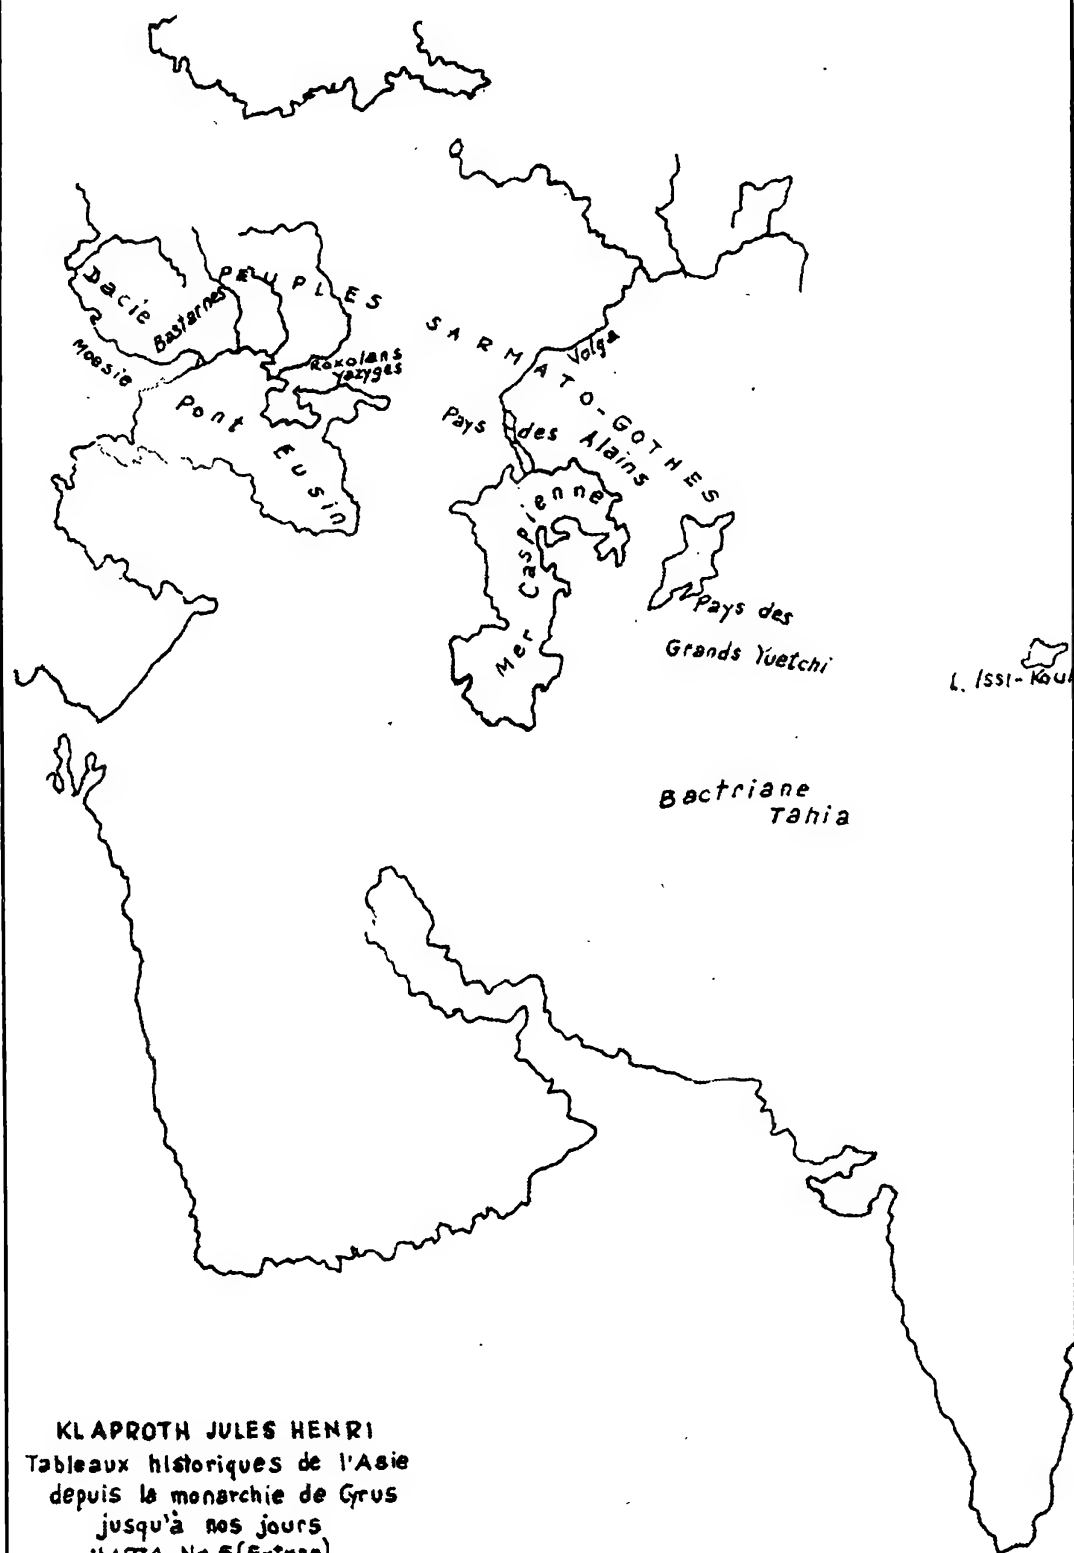 Dacie
Bastarnes
Moesie
PEUPLES SARMATO-GOTHES
Roxolans
Yazyges
Volga
Pont Eusin
Pays des Alains
Mer Caspienne
Pays des
Grands Yuetchi
L. Issi-Koul
Bactriane
Tahia
KLAPROTH JULES HENRI
Tableaux historiques de l'Asie
depuis la monarchie de Cyrus
jusqu'à nos jours